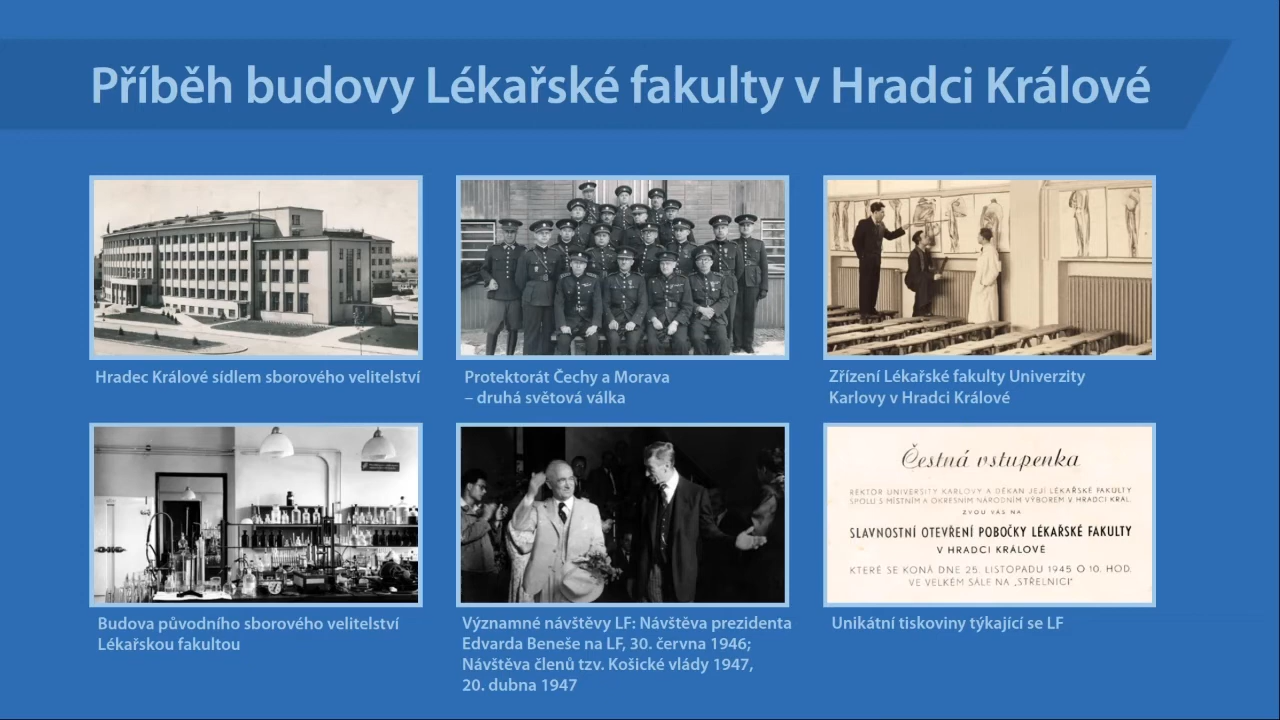 Příběh budovy Lékařské fakulty v Hradci Králové
Hradec Králové sídlem sborového velitelství
Protektorát Čechy a Morava
– druhá světová válka
Zřízení Lékařské fakulty Univerzity
Karlovy v Hradci Králové
Čestná vstupenka
REKTOR UNIVERSITY KARLOVY A DĚKAN JEJÍ LÉKAŘSKÉ FAKULTY
SPOLU S MÍSTNÍM A OKRESNÍM NÁRODNÍM VÝBOREM V HRADCI KRÁL.
ZVOU VÁS NA
SLAVNOSTNÍ OTEVŘENÍ POBOČKY LÉKAŘSKÉ FAKULTY
V HRADCI KRÁLOVÉ
KTERÉ SE KONÁ DNE 25. LISTOPADU 1945 O 10. HOD.
VE VELKÉM SÁLE NA „STŘELNICI"
Budova původního sborového velitelství
Lékařskou fakultou
Významné návštěvy LF: Návštěva prezidenta
Edvarda Beneše na LF, 30. června 1946;
Návštěva členů tzv. Košické vlády 1947,
20. dubna 1947
Unikátní tiskoviny týkající se LF